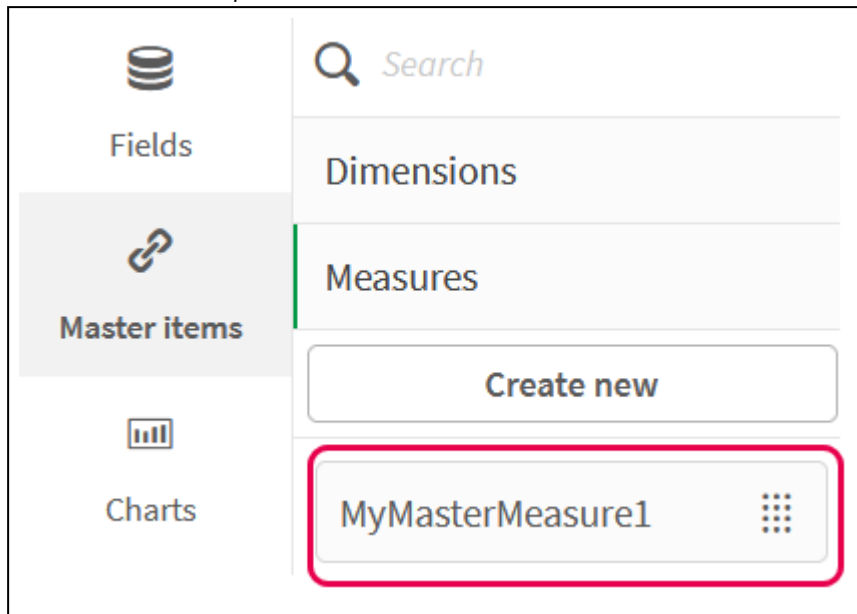 Search
Fields
Dimensions
Measures
Master items
Create new
Charts
MyMasterMeasure1